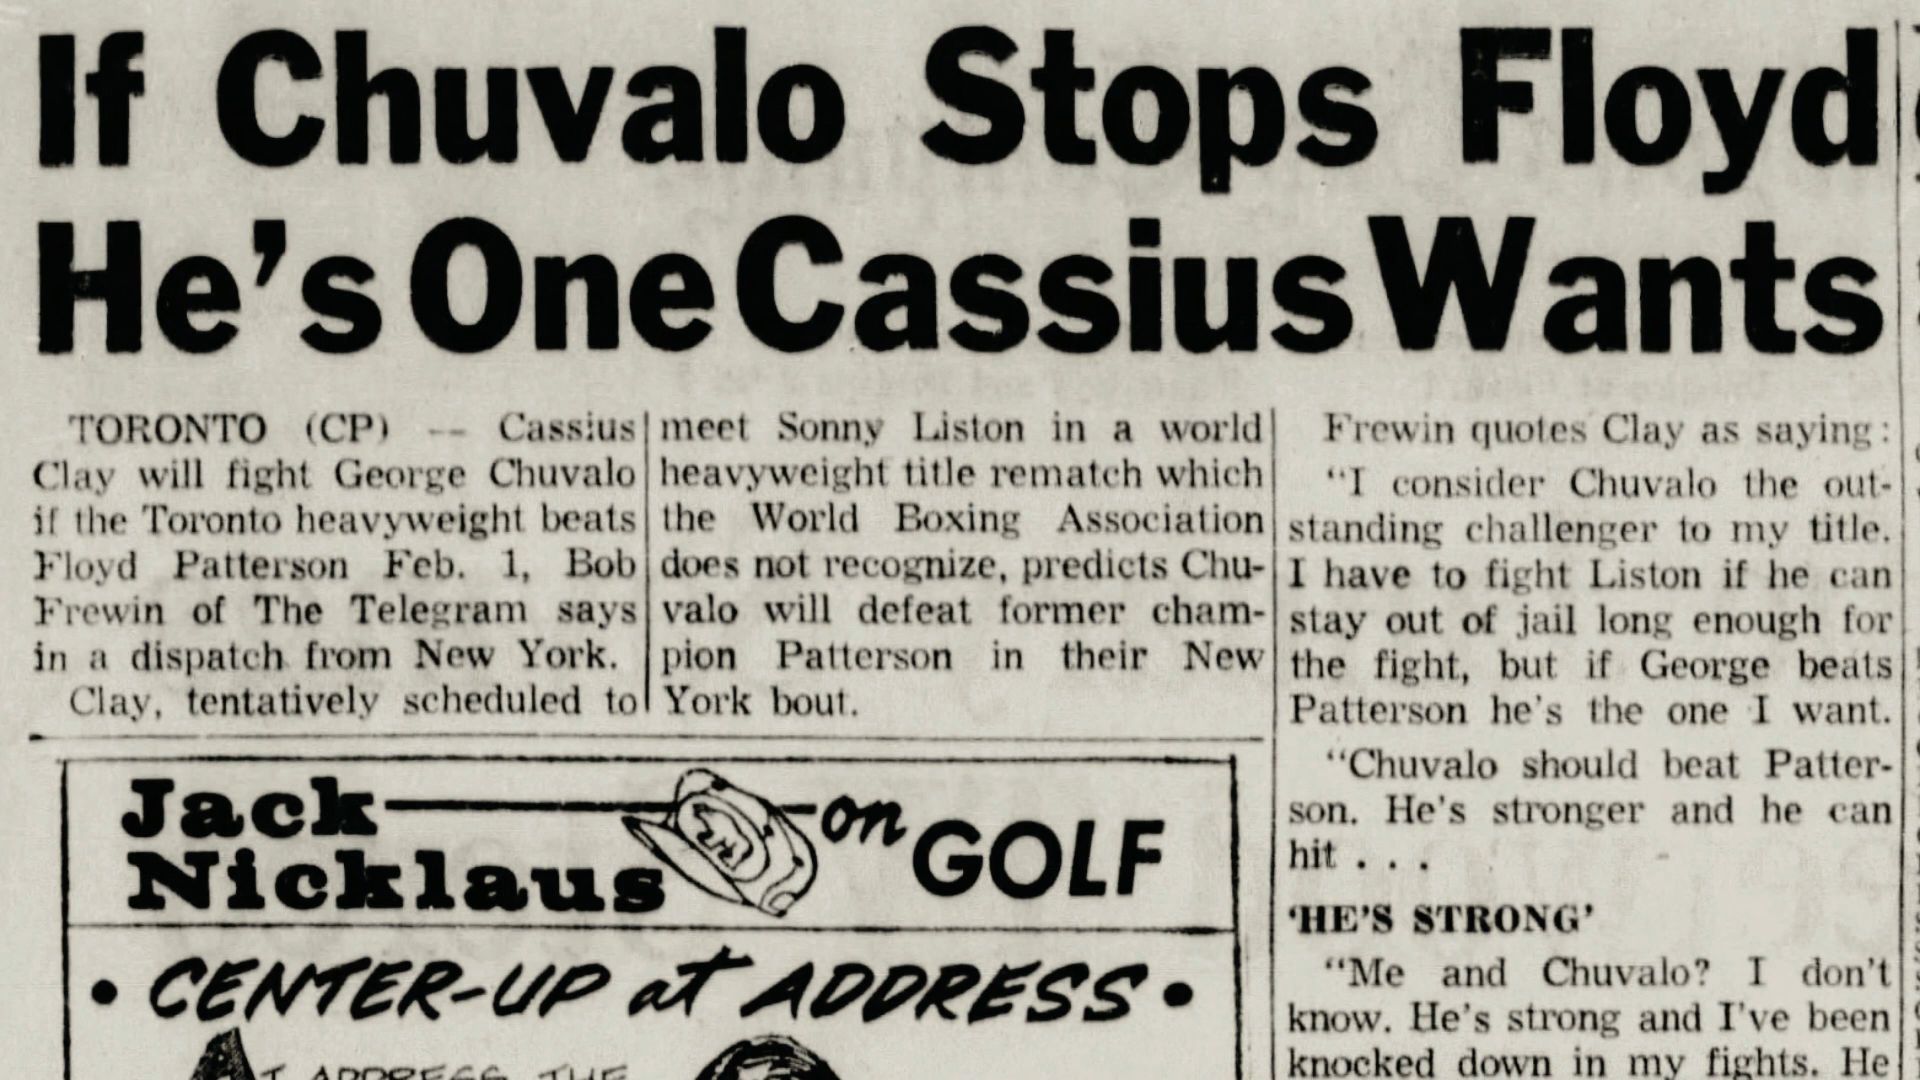 If Chuvalo Stops Floyd
He's One Cassius Wants
TORONTO (CP) -- Cassius
Clay will fight George Chuvalo
if the Toronto heavyweight beats
Floyd Patterson Feb. 1, Bob
Frewin of The Telegram says
in a dispatch from New York.
Clay, tentatively scheduled to
meet Sonny Liston in a world
heavyweight title rematch which
the World Boxing Association
does not recognize, predicts Chu-
valo will defeat former cham-
pion Patterson in their New
York bout.
Frewin quotes Clay as saying:
"I consider Chuvalo the out-
standing challenger to my title.
I have to fight Liston if he can
stay out of jail long enough for
the fight, but if George beats
Patterson he's the one I want.
"Chuvalo should beat Patter-
son. He's stronger and he can
hit . . .
'HE'S STRONG'
"Me and Chuvalo? I don't
know. He's strong and I've been
knocked down in my fights. He
Jack
Nicklaus
on GOLF
• CENTER-UP at ADDRESS •
AT ADDRESS THE